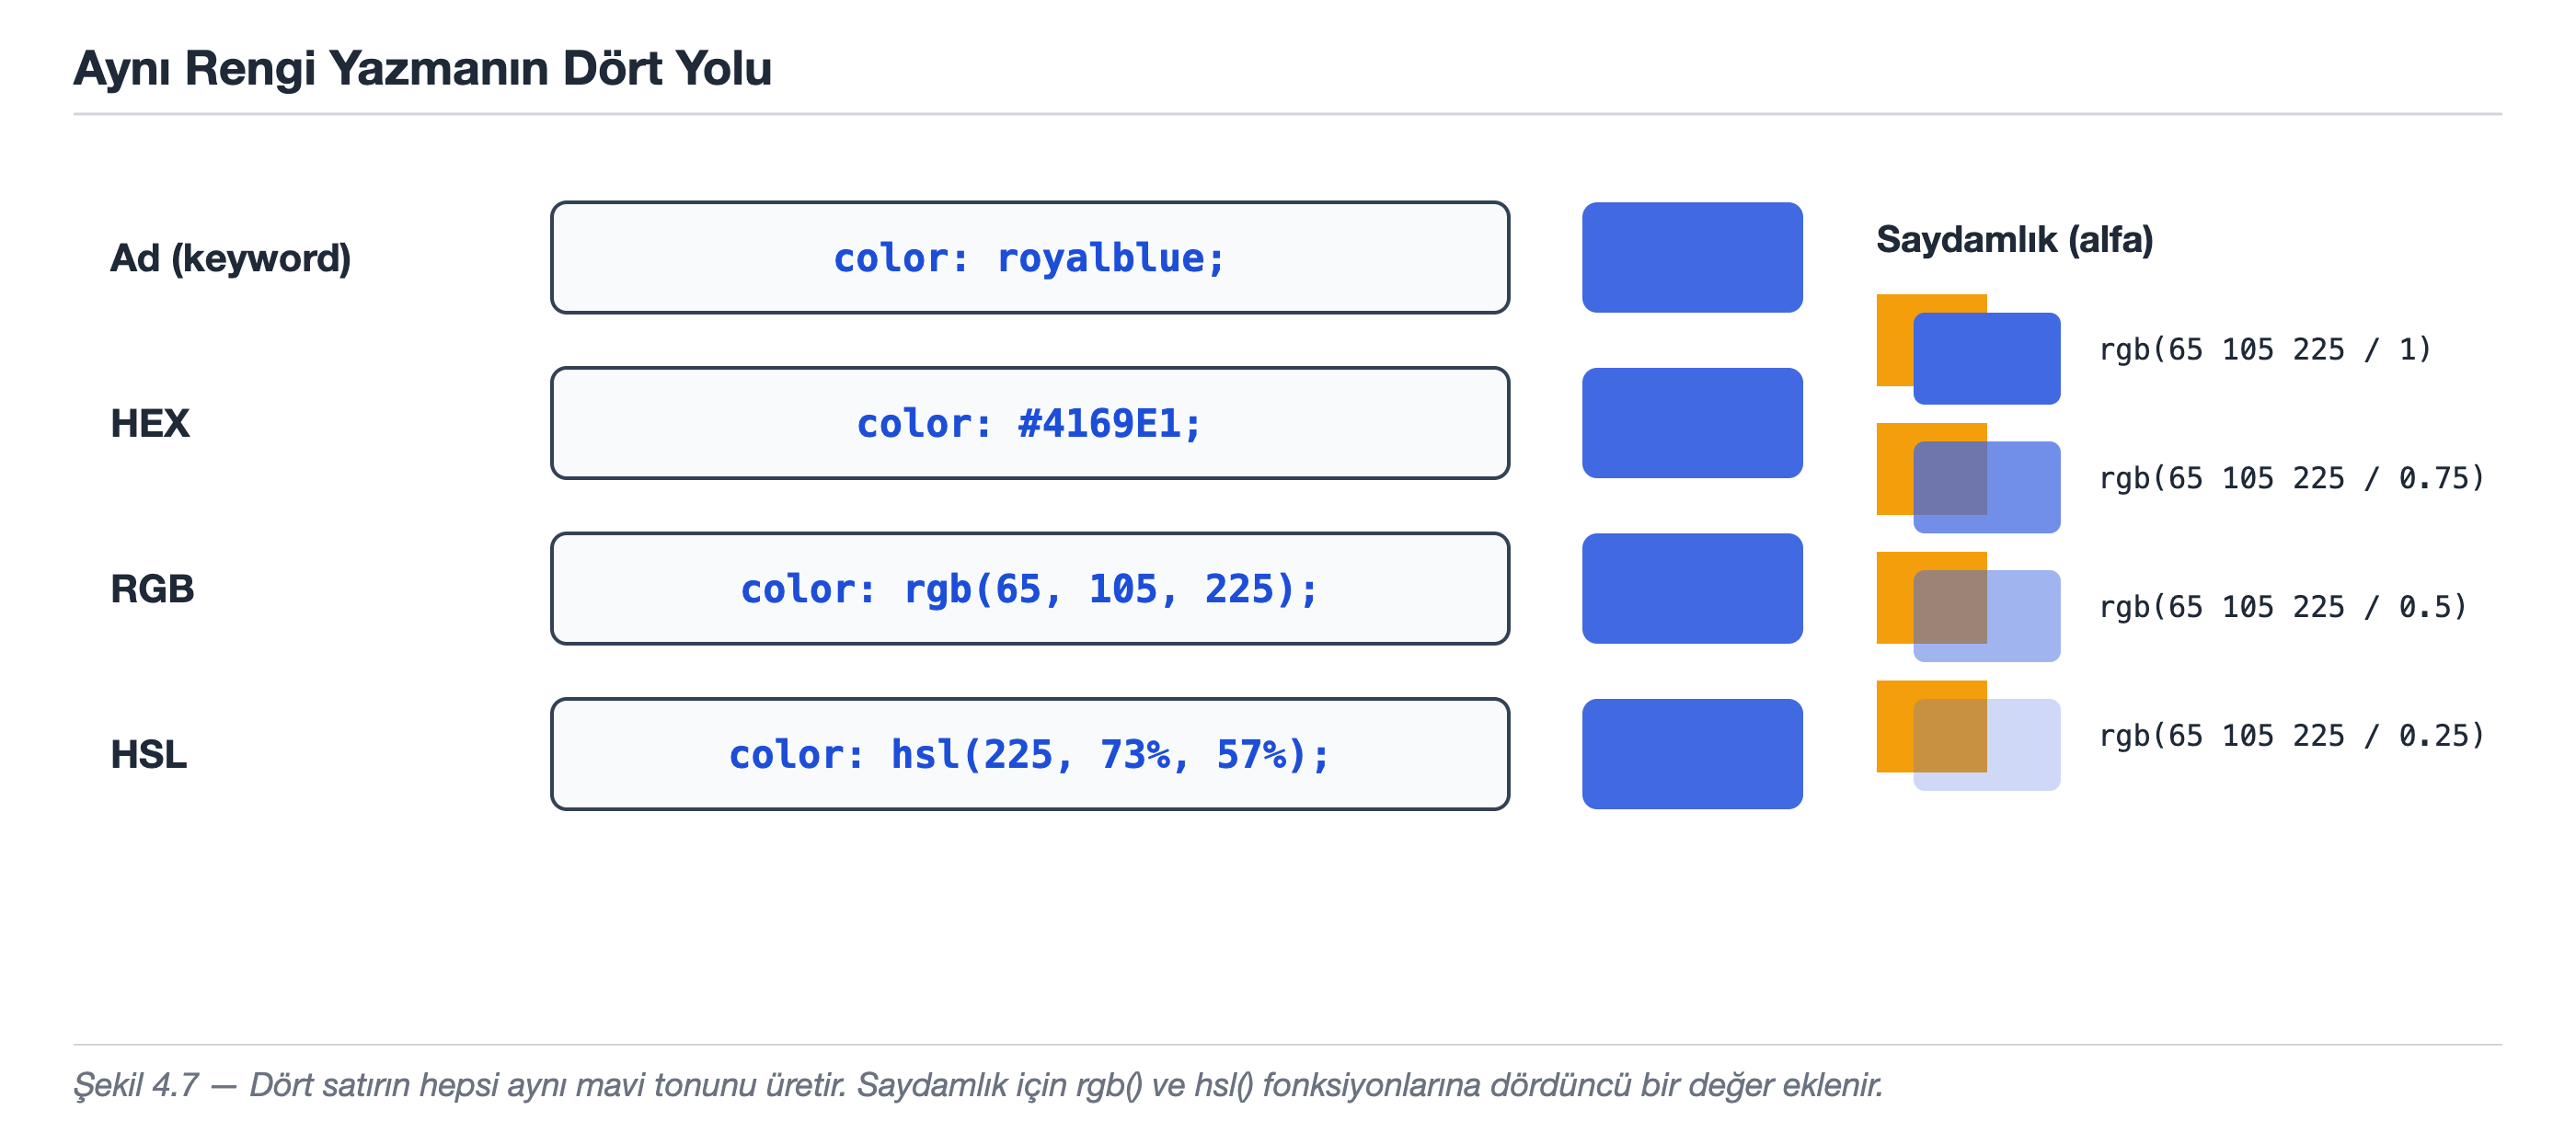 Aynı Rengi Yazmanın Dört Yolu
Ad (keyword)
color: royalblue;
HEX
color: #4169E1;
RGB
color: rgb(65, 105, 225);
HSL
color: hsl(225, 73%, 57%);
Saydamlık (alfa)
rgb(65 105 225 / 1)
rgb(65 105 225 / 0.75)
rgb(65 105 225 / 0.5)
rgb(65 105 225 / 0.25)
Şekil 4.7 — Dört satırın hepsi aynı mavi tonunu üretir. Saydamlık için rgb() ve hsl() fonksiyonlarına dördüncü bir değer eklenir.